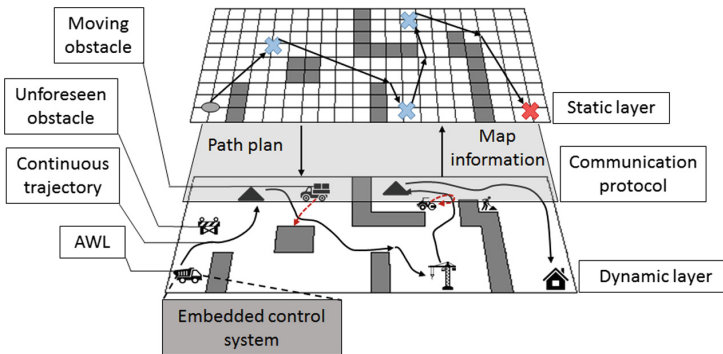 Moving
obstacle
Unforeseen
obstacle
Continuous
trajectory
AWL
Path plan
Map
information
Static layer
Communication
protocol
Dynamic layer
Embedded control
system